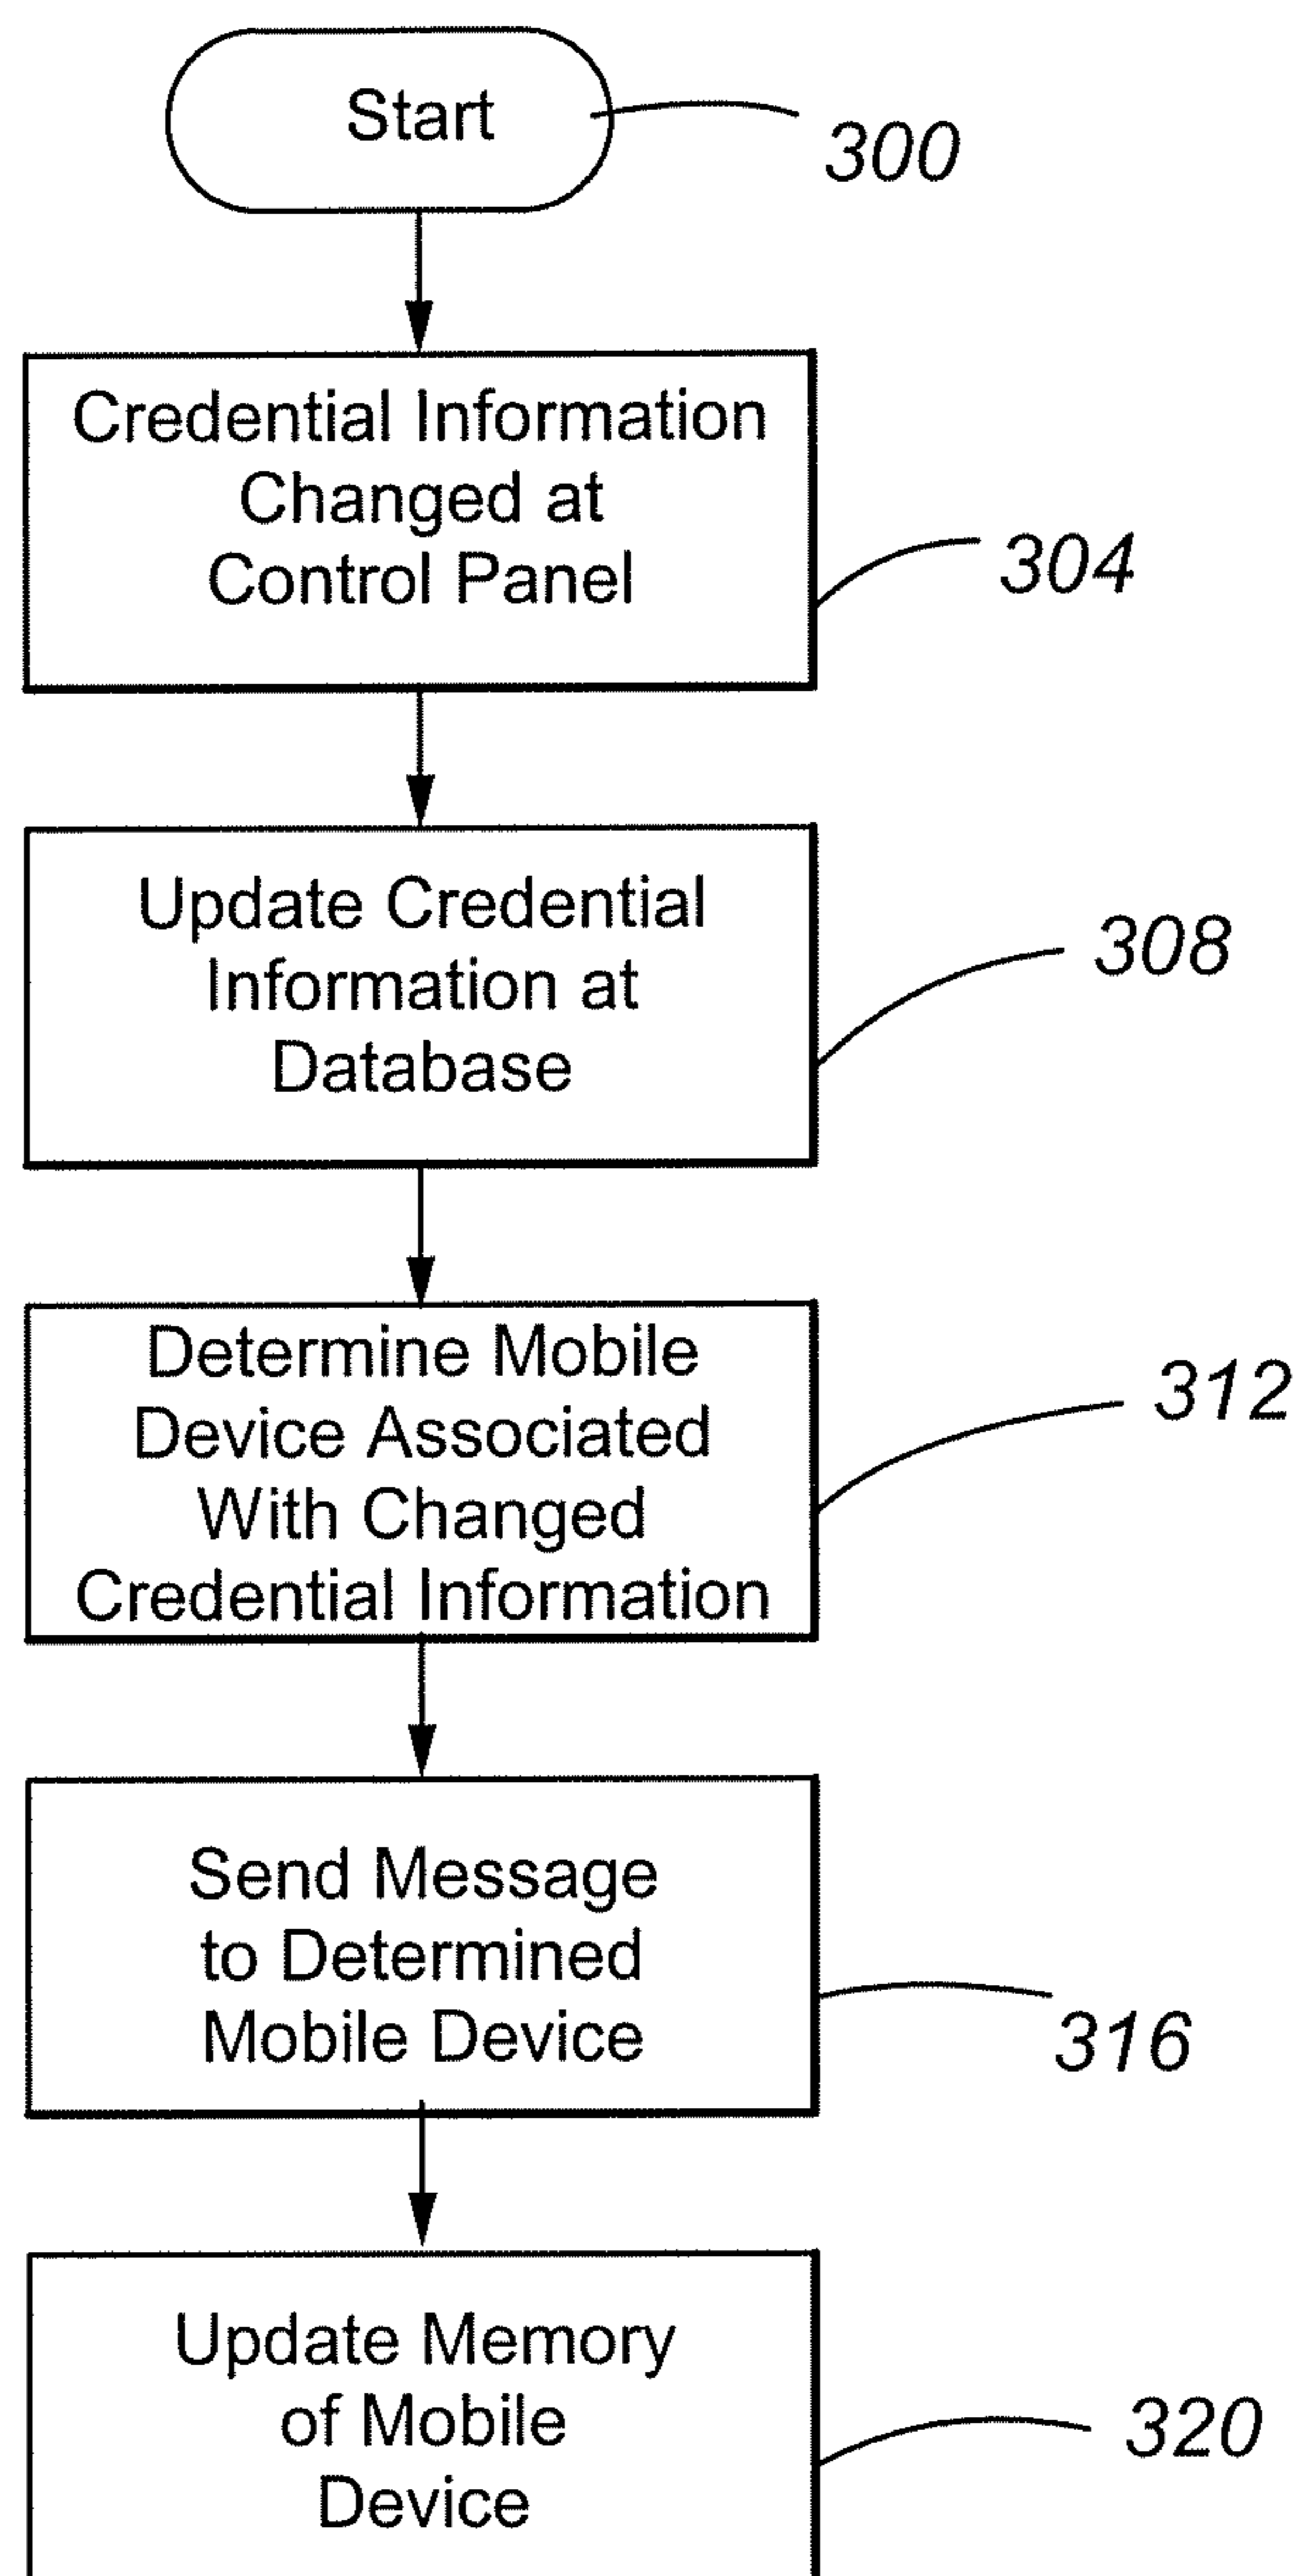 Start
300
Credential Information
Changed at
Control Panel
304
Update Credential
Information at
Database
308
Determine Mobile
Device Associated
With Changed
Credential Information
312
Send Message
to Determined
Mobile Device
316
Update Memory
of Mobile
Device
320